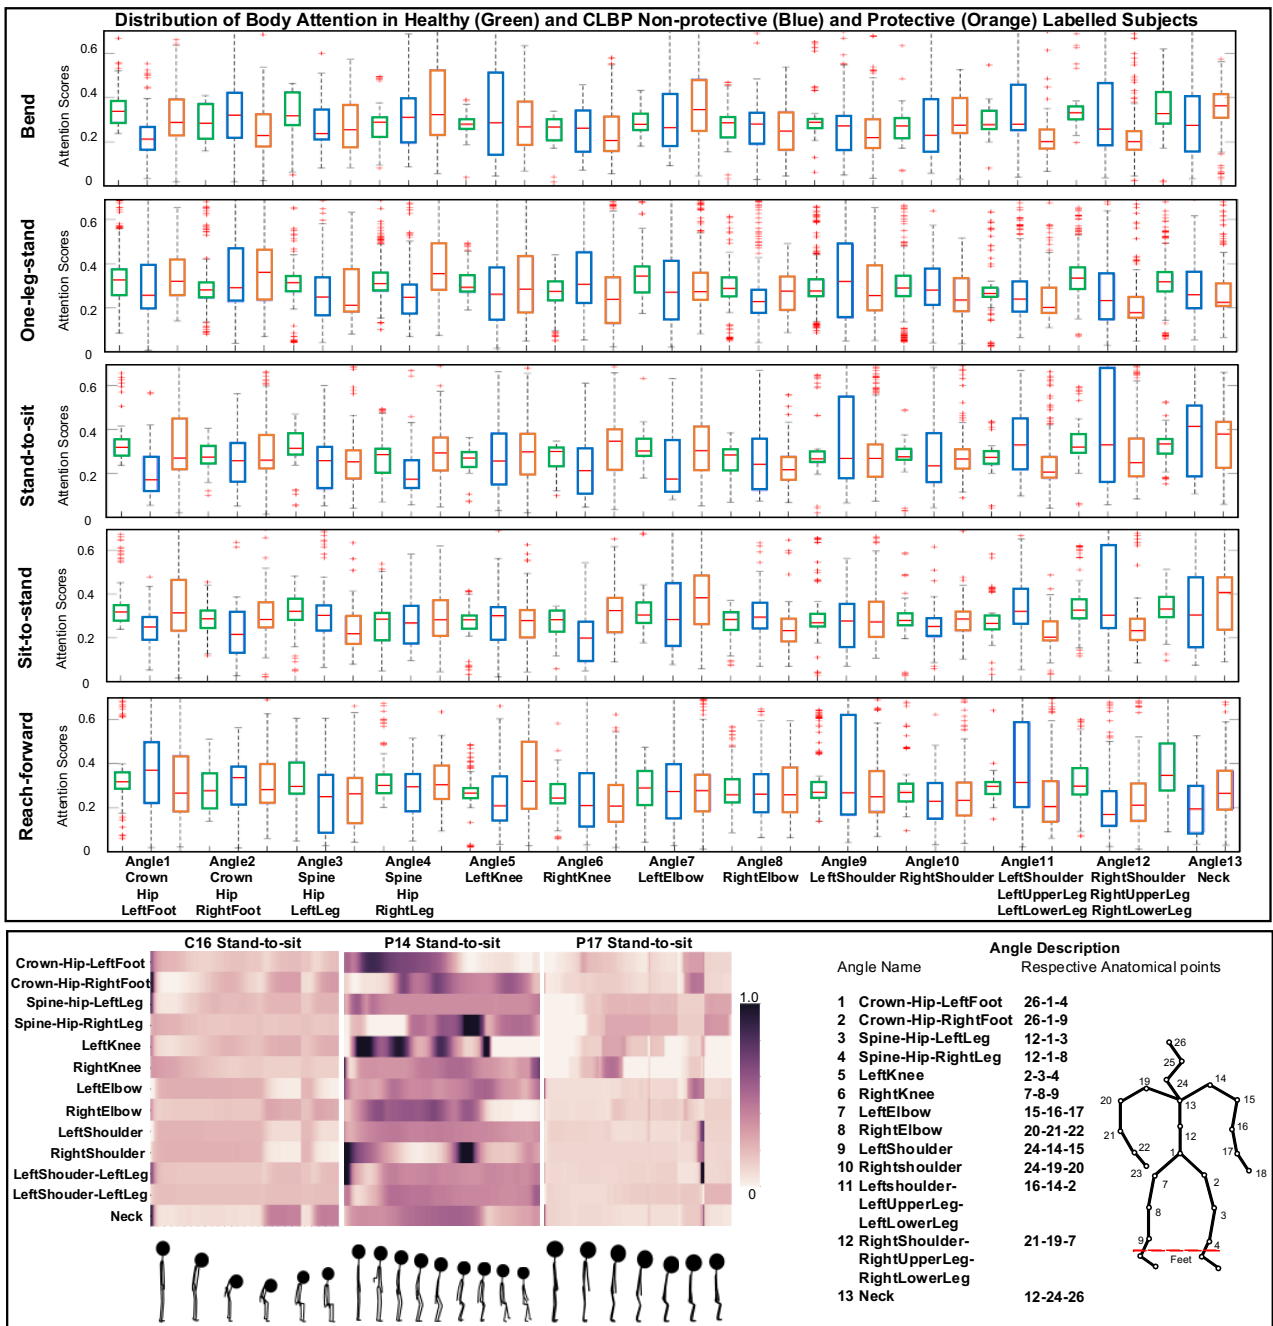 Distribution of Body Attention in Healthy (Green) and CLBP Non-protective (Blue) and Protective (Orange) Labelled Subjects
Bend
Attention Scores
0.6
0.4
0.2
0
One-leg-stand
Attention Scores
0.6
0.4
0.2
0
Stand-to-sit
Attention Scores
0.6
0.4
0.2
0
Sit-to-stand
Attention Scores
0.6
0.4
0.2
0
Reach-forward
Attention Scores
0.6
0.4
0.2
0
Angle1 Angle2 Angle3 Angle4 Angle5 Angle6 Angle7 Angle8 Angle9 Angle10 Angle11 Angle12 Angle13
Crown Crown Spine Spine LeftKnee RightKnee LeftElbow RightElbow LeftShoulder RightShoulder LeftShoulder RightShoulder Neck
Hip Hip Hip Hip LeftUpperLeg RightUpperLeg
LeftFoot RightFoot LeftLeg RightLeg LeftLowerLeg RightLowerLeg
C16 Stand-to-sit P14 Stand-to-sit P17 Stand-to-sit
Crown-Hip-LeftFoot
Crown-Hip-RightFoot
Spine-hip-LeftLeg
Spine-Hip-RightLeg
LeftKnee
RightKnee
LeftElbow
RightElbow
LeftShoulder
RightShoulder
LeftShouder-LeftLeg
LeftShouder-LeftLeg
Neck
1.0
0
Angle Description
Angle Name Respective Anatomical points
1 Crown-Hip-LeftFoot 26-1-4
2 Crown-Hip-RightFoot 26-1-9
3 Spine-Hip-LeftLeg 12-1-3
4 Spine-Hip-RightLeg 12-1-8
5 LeftKnee 2-3-4
6 RightKnee 7-8-9
7 LeftElbow 15-16-17
8 RightElbow 20-21-22
9 LeftShoulder 24-14-15
10 Rightshoulder 24-19-20
11 Leftshoulder- 16-14-2
LeftUpperLeg-
LeftLowerLeg
12 RightShoulder- 21-19-7
RightUpperLeg-
RightLowerLeg
13 Neck 12-24-26
26
25
24
19
14
20
13
15
21
12
16
22
1
17
23
18
7
2
8
3
9
4
Feet